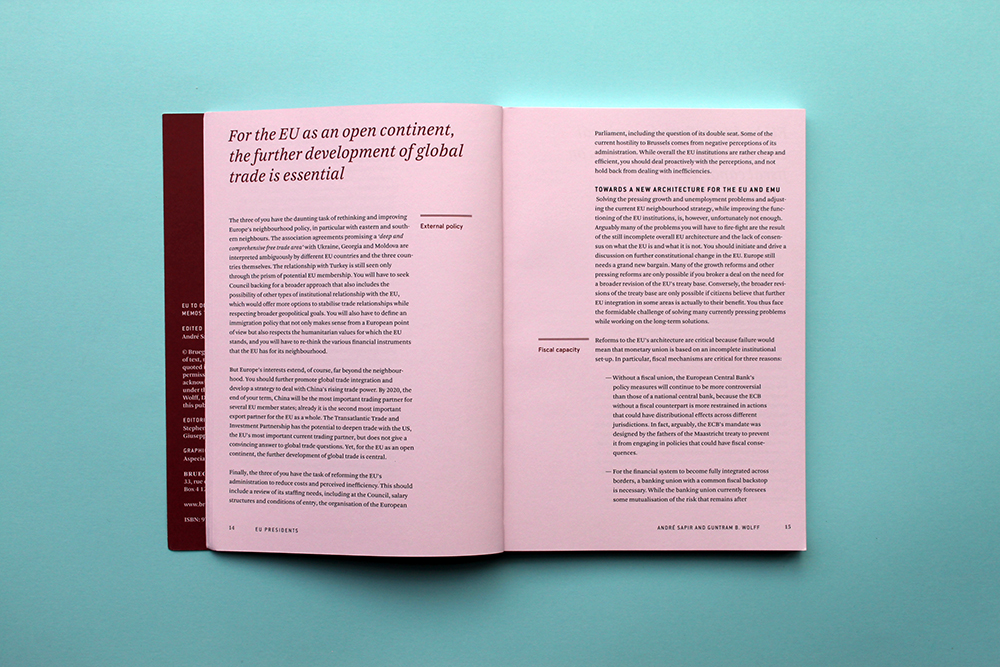 For the EU as an open continent,
the further development of global
trade is essential
The three of you have the daunting task of rethinking and improving
Europe's neighbourhood policy, in particular with eastern and south-
ern neighbours. The association agreements promising a 'deep and
comprehensive free trade area' with Ukraine, Georgia and Moldova are
interpreted ambiguously by different EU countries and the three coun-
tries themselves. The relationship with Turkey is still seen only
through the prism of potential EU membership. You will have to seek
Council backing for a broader approach that also includes the
possibility of other types of institutional relationship with the EU,
which would offer more options to stabilise trade relationships while
respecting broader geopolitical goals. You will also have to define an
immigration policy that not only makes sense from a European point
of view but also respects the humanitarian values for which the EU
stands, and you will have to re-think the various financial instruments
that the EU has for its neighbourhood.
External policy
But Europe's interests extend, of course, far beyond the neighbour-
hood. You should further promote global trade integration and
develop a strategy to deal with China's rising trade power. By 2020, the
end of your term, China will be the most important trading partner for
several EU member states; already it is the second most important
export partner for the EU as a whole. The Transatlantic Trade and
Investment Partnership has the potential to deepen trade with the US,
the EU's most important current trading partner, but does not give a
convincing answer to global trade questions. Yet, for the EU as an open
continent, the further development of global trade is central.
Finally, the three of you have the task of reforming the EU's
administration to reduce costs and perceived inefficiency. This should
include a review of its staffing needs, including at the Council, salary
structures and conditions of entry, the organisation of the European
14 EU PRESIDENTS
Parliament, including the question of its double seat. Some of the
current hostility to Brussels comes from negative perceptions of its
administration. While overall the EU institutions are rather cheap and
efficient, you should deal proactively with the perceptions, and not
hold back from dealing with inefficiencies.
TOWARDS A NEW ARCHITECTURE FOR THE EU AND EMU
Solving the pressing growth and unemployment problems and adjust-
ing the current EU neighbourhood strategy, while improving the func-
tioning of the EU institutions, is, however, unfortunately not enough.
Arguably many of the problems you will have to fire-fight are the result
of the still incomplete overall EU architecture and the lack of consen-
sus on what the EU is and what it is not. You should initiate and drive a
discussion on further constitutional change in the EU. Europe still
needs a grand new bargain. Many of the growth reforms and other
pressing reforms are only possible if you broker a deal on the need for
a broader revision of the EU's treaty base. Conversely, the broader revi-
sions of the treaty base are only possible if citizens believe that further
EU integration in some areas is actually to their benefit. You thus face
the formidable challenge of solving many currently pressing problems
while working on the long-term solutions.
Fiscal capacity
Reforms to the EU's architecture are critical because failure would
mean that monetary union is based on an incomplete institutional
set-up. In particular, fiscal mechanisms are critical for three reasons:
— Without a fiscal union, the European Central Bank's
policy measures will continue to be more controversial
than those of a national central bank, because the ECB
without a fiscal counterpart is more restrained in actions
that could have distributional effects across different
jurisdictions. In fact, arguably, the ECB's mandate was
designed by the fathers of the Maastricht treaty to prevent
it from engaging in policies that could have fiscal conse-
quences.
— For the financial system to become fully integrated across
borders, a banking union with a common fiscal backstop
is necessary. While the banking union currently foresees
some mutualisation of the risk that remains after
ANDRÉ SAPIR AND GUNTRAM B. WOLFF 15
EU TO
MEMOS
EDITED
André
©
of text,
quoted
under
Wolff,
this
Stephen
33, rue
Box 4
ISBN: